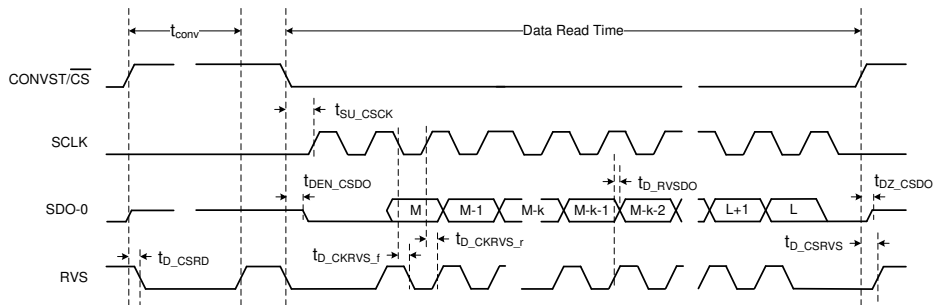 t_conv
Data Read Time
CONVST/C̅S̅
t_SU_CSCK
SCLK
t_DEN_CSDO
t_D_RVSDO
t_DZ_CSDO
SDO-0
M
M-1
M-k
M-k-1
M-k-2
L+1
L
t_D_CSRD
t_D_CKRVS_f
t_D_CKRVS_r
t_D_CSRVS
RVS